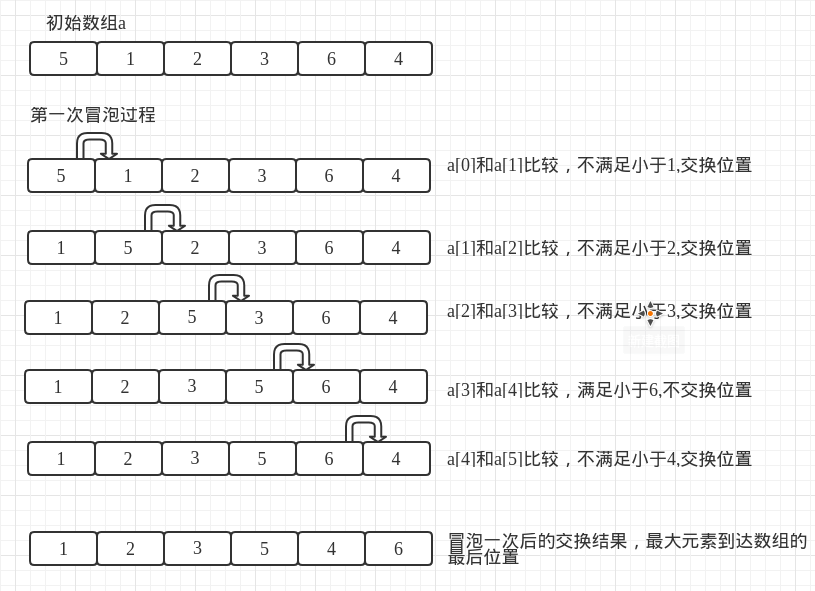 初始数组a
5 1 2 3 6 4
第一次冒泡过程
5 1 2 3 6 4 a[0]和a[1]比较，不满足小于1,交换位置
1 5 2 3 6 4 a[1]和a[2]比较，不满足小于2,交换位置
1 2 5 3 6 4 a[2]和a[3]比较，不满足小于3,交换位置
1 2 3 5 6 4 a[3]和a[4]比较，满足小于6,不交换位置
1 2 3 5 6 4 a[4]和a[5]比较，不满足小于4,交换位置
1 2 3 5 4 6 冒泡一次后的交换结果，最大元素到达数组的
最后位置